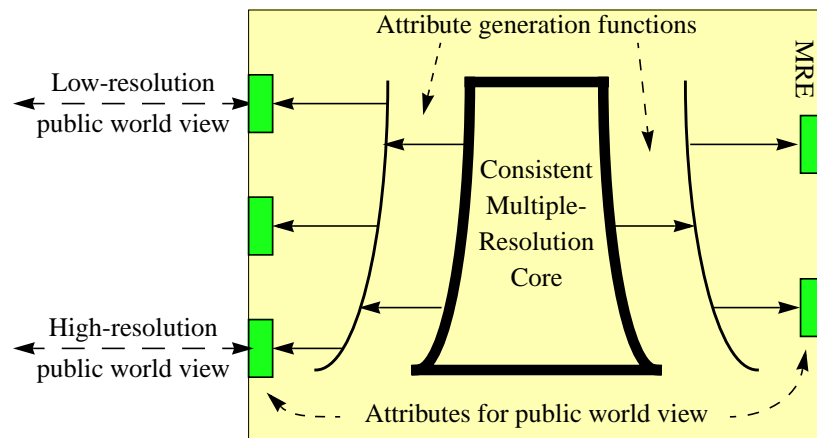 Attribute generation functions
MRE
Low-resolution
public world view
Consistent
Multiple-
Resolution
Core
High-resolution
public world view
Attributes for public world view